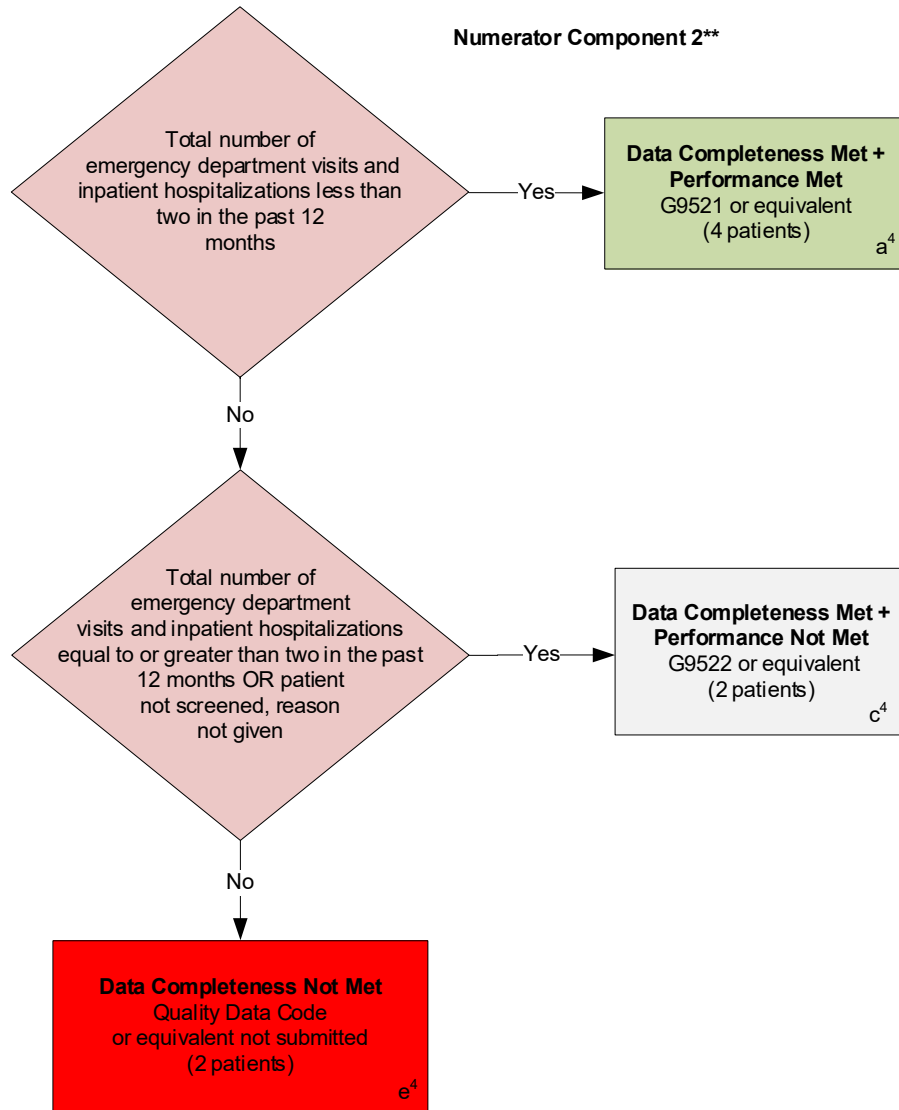 Numerator Component 2**
Total number of
emergency department visits and
inpatient hospitalizations less than
two in the past 12
months
Yes
Data Completeness Met +
Performance Met
G9521 or equivalent
(4 patients)
a⁴
No
Total number of
emergency department
visits and inpatient hospitalizations
equal to or greater than two in the past
12 months OR patient
not screened, reason
not given
Yes
Data Completeness Met +
Performance Not Met
G9522 or equivalent
(2 patients)
c⁴
No
Data Completeness Not Met
Quality Data Code
or equivalent not submitted
(2 patients)
e⁴